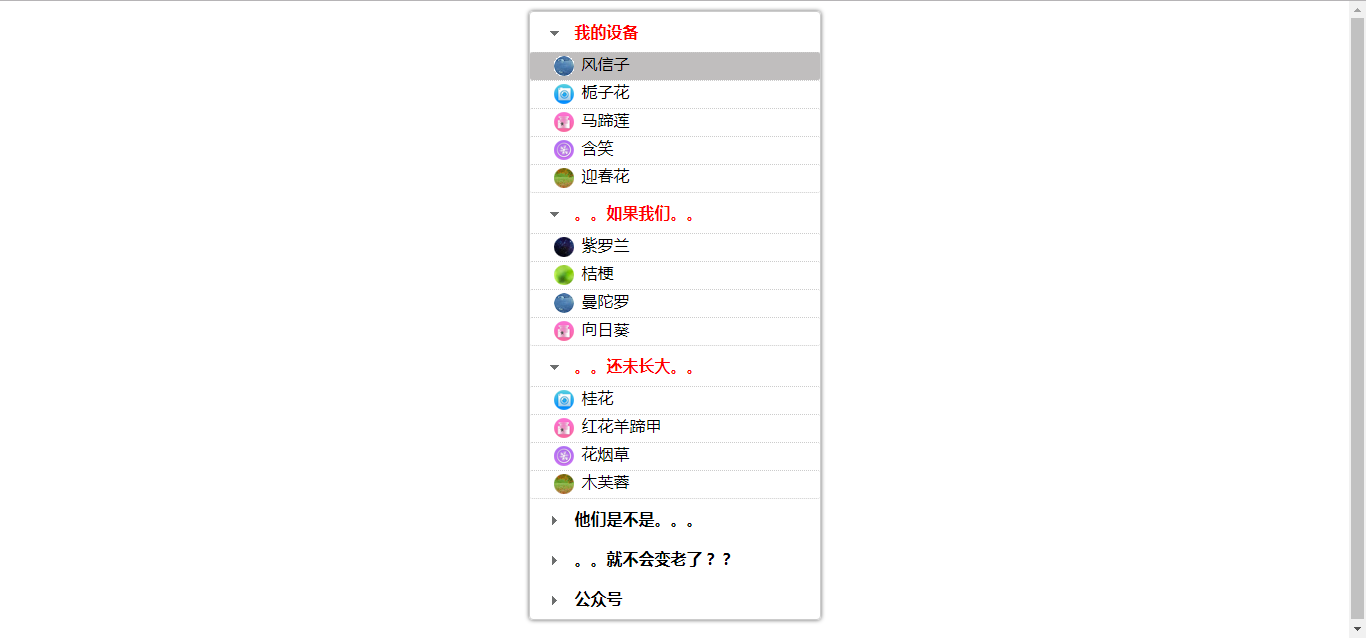 我的设备
风信子
栀子花
马蹄莲
含笑
迎春花
。。如果我们。。
紫罗兰
桔梗
曼陀罗
向日葵
。。还未长大。。
桂花
红花羊蹄甲
花烟草
木芙蓉
他们是不是。。。
。。就不会变老了？？
公众号